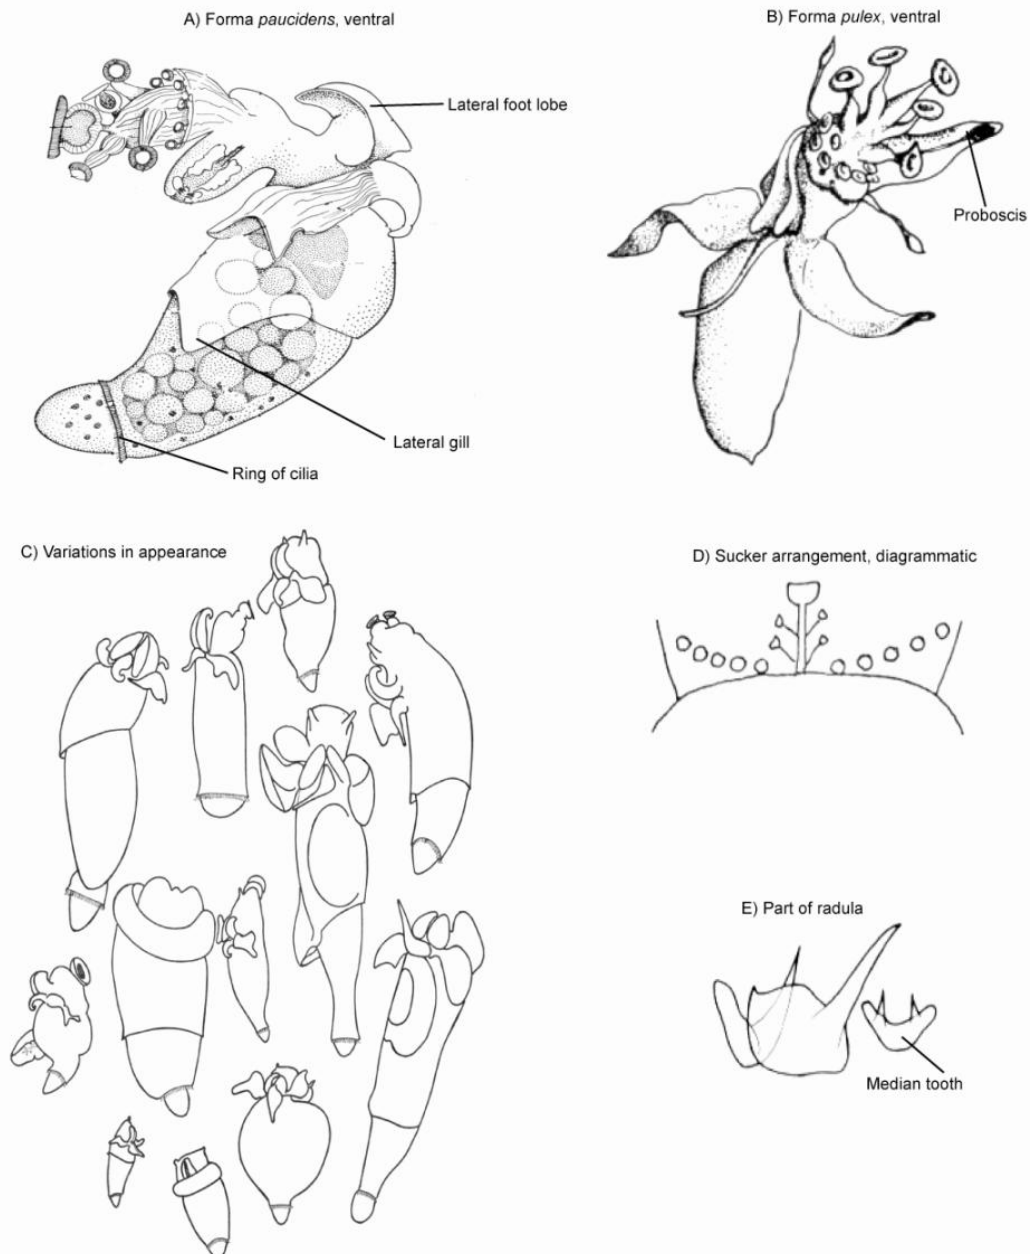 A) Forma paucidens, ventral
B) Forma pulex, ventral
Lateral foot lobe
Proboscis
Lateral gill
Ring of cilia
C) Variations in appearance
D) Sucker arrangement, diagrammatic
E) Part of radula
Median tooth